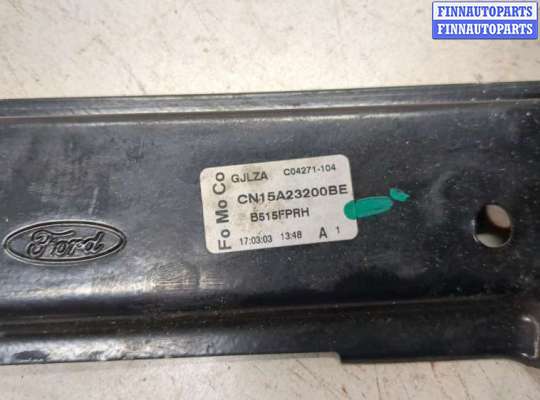 FINNAUTOPARTS
FINNAUTOPARTS
Ford
Fo Mo Co
GJLZA C04271-104
CN15A23200BE
B515FPRH
17:03:03 13:48 A 1